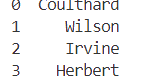 0 Coulthard
1 Wilson
2 Irvine
3 Herbert